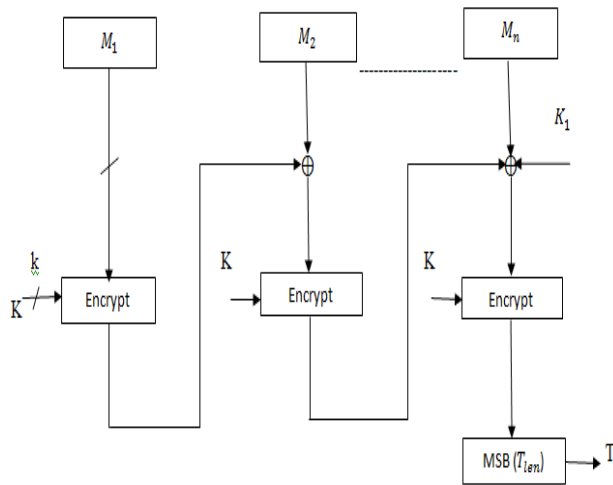 M₁
M₂
Mₙ
K₁
⊕
⊕
k
K
Encrypt
K
Encrypt
K
Encrypt
MSB (Tₗₑₙ)
T